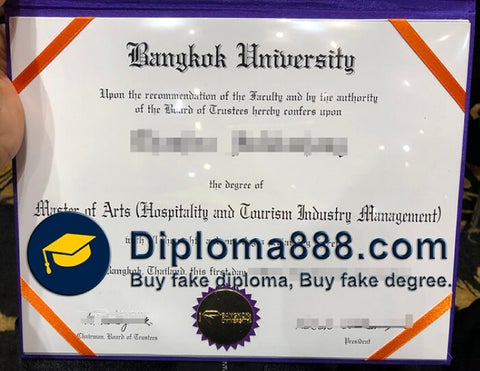 Bangkok University
Upon the recommendation of the Faculty and by the authority
of the Board of Trustees hereby confers upon
the degree of
Master of Arts (Hospitality and Tourism Industry Management)
Diploma888.com
Buy fake diploma, Buy fake degree.
Bangkok, Thailand, this first day
BANGKOK
UNIVERSITY
Chairman, Board of Trustees
President